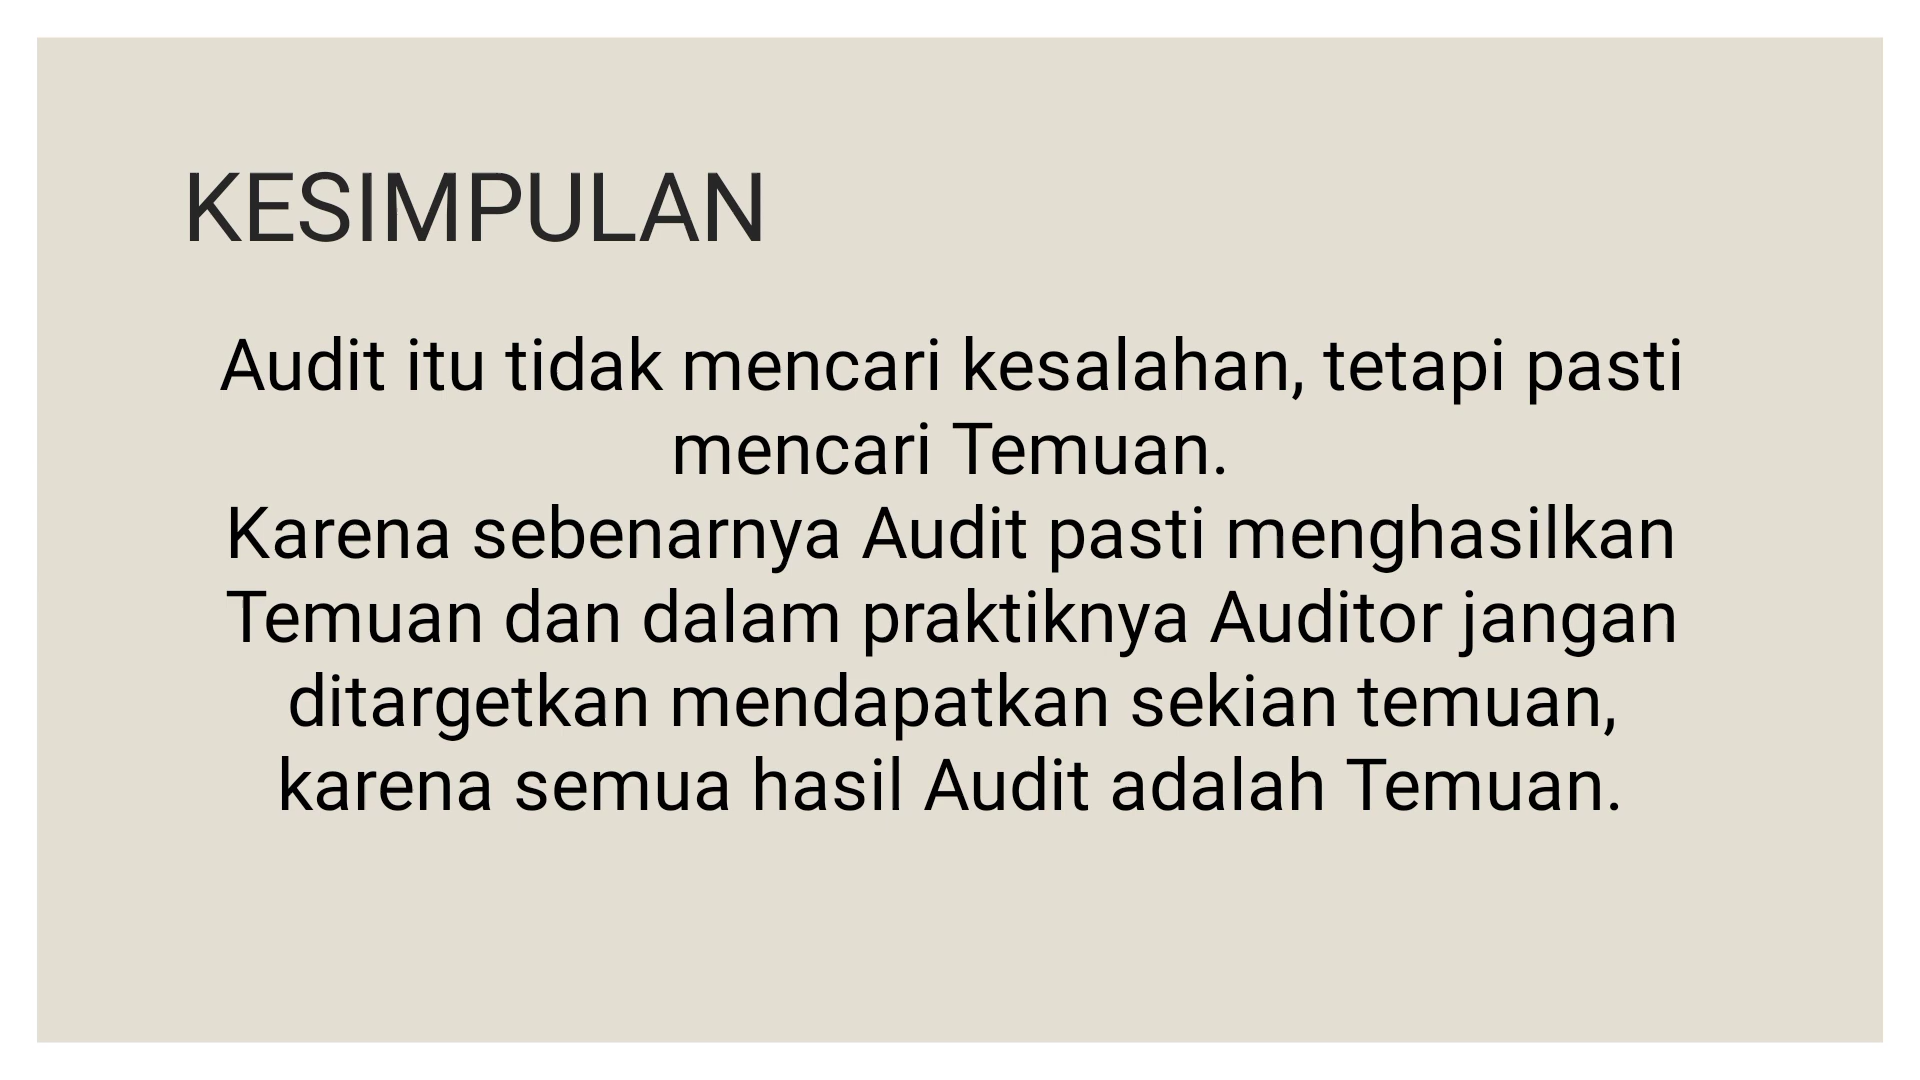 KESIMPULAN
Audit itu tidak mencari kesalahan, tetapi pasti
mencari Temuan.
Karena sebenarnya Audit pasti menghasilkan
Temuan dan dalam praktiknya Auditor jangan
ditargetkan mendapatkan sekian temuan,
karena semua hasil Audit adalah Temuan.